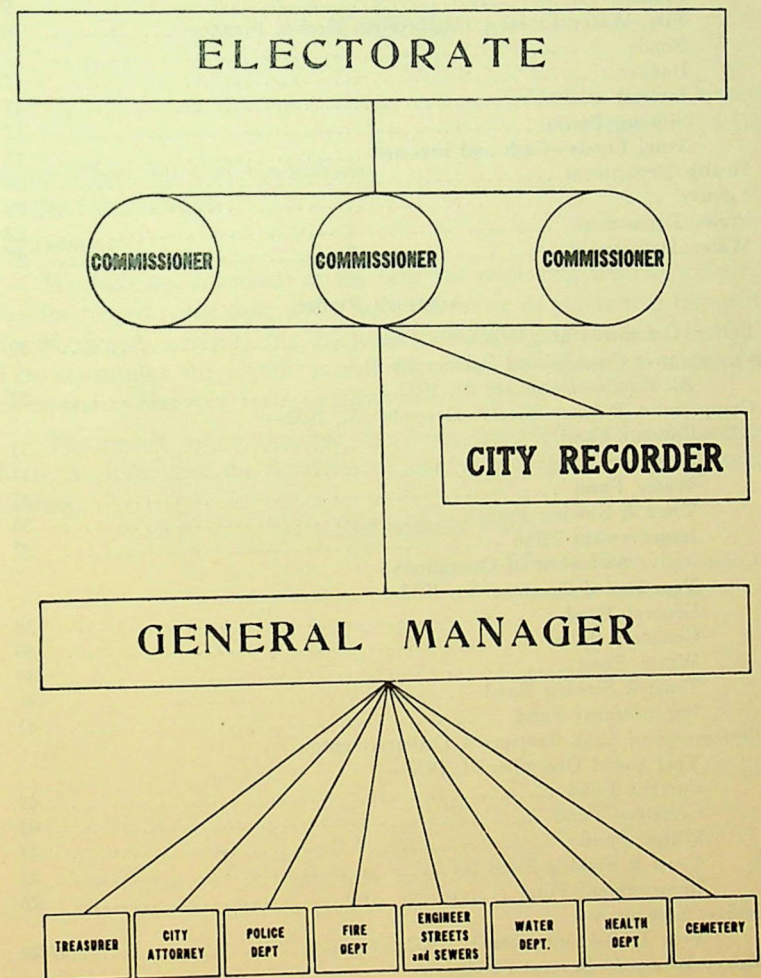 ELECTORATE
COMMISSIONER COMMISSIONER COMMISSIONER
CITY RECORDER
GENERAL MANAGER
TREASURER
CITY
ATTORNEY
POLICE
DEPT
FIRE
DEPT
ENGINEER
STREETS
and SEWERS
WATER
DEPT.
HEALTH
DEPT
CEMETERY